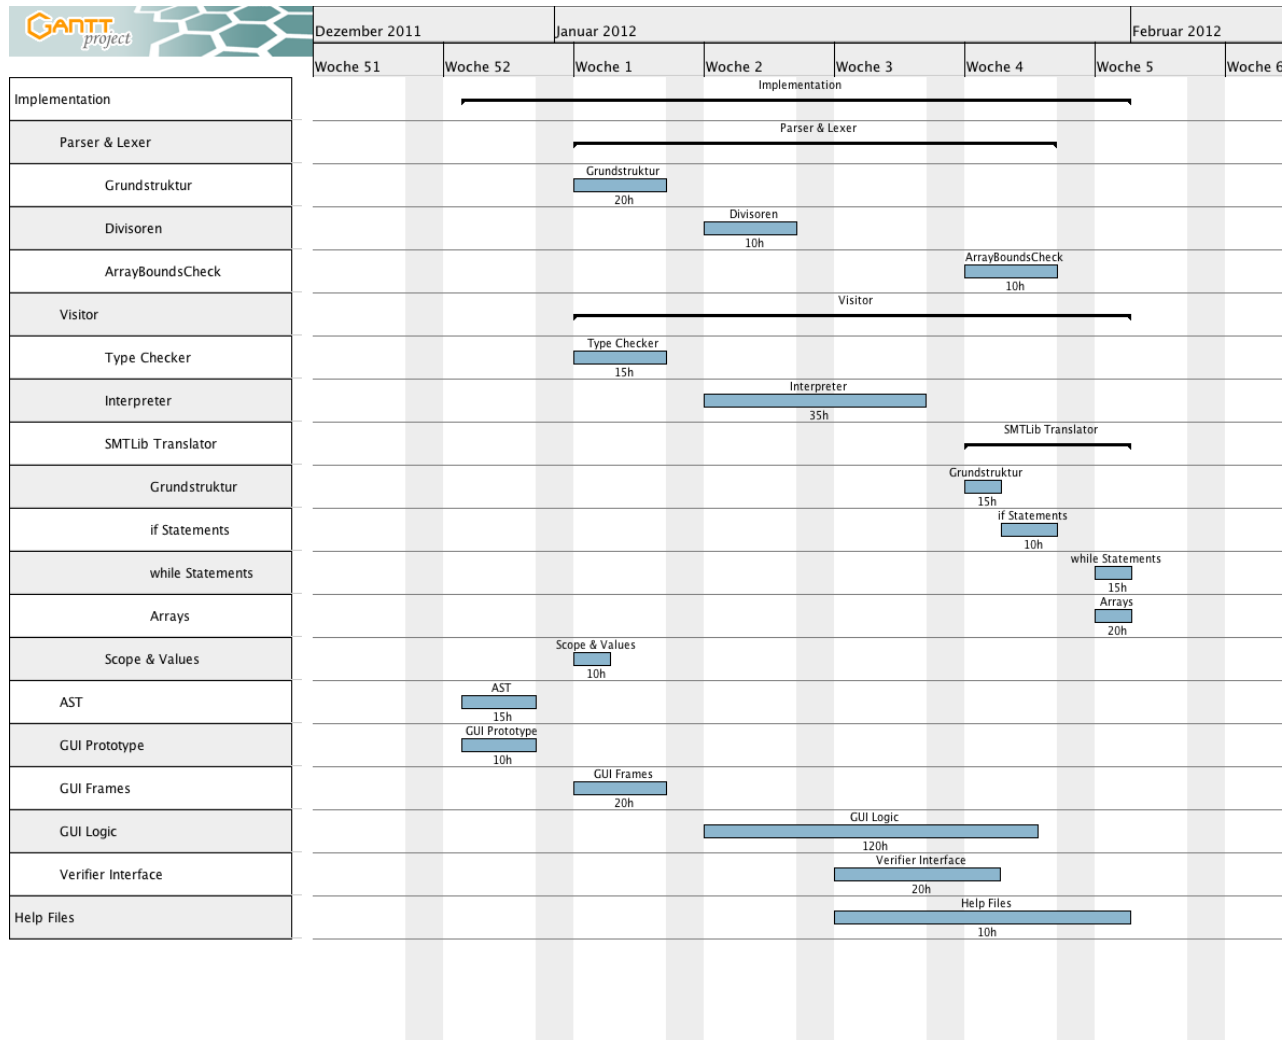 GANTT
project
Dezember 2011 Januar 2012 Februar 2012
Woche 51 Woche 52 Woche 1 Woche 2 Woche 3 Woche 4 Woche 5 Woche 6
Implementation
Implementation
Parser & Lexer
Parser & Lexer
Grundstruktur
Grundstruktur
20h
Divisoren
Divisoren
10h
ArrayBoundsCheck
ArrayBoundsCheck
10h
Visitor
Visitor
Type Checker
Type Checker
15h
Interpreter
Interpreter
35h
SMTLib Translator
SMTLib Translator
Grundstruktur
Grundstruktur
15h
if Statements
if Statements
10h
while Statements
while Statements
15h
Arrays
Arrays
20h
Scope & Values
Scope & Values
10h
AST
AST
15h
GUI Prototype
GUI Prototype
10h
GUI Frames
GUI Frames
20h
GUI Logic
GUI Logic
120h
Verifier Interface
Verifier Interface
20h
Help Files
Help Files
10h